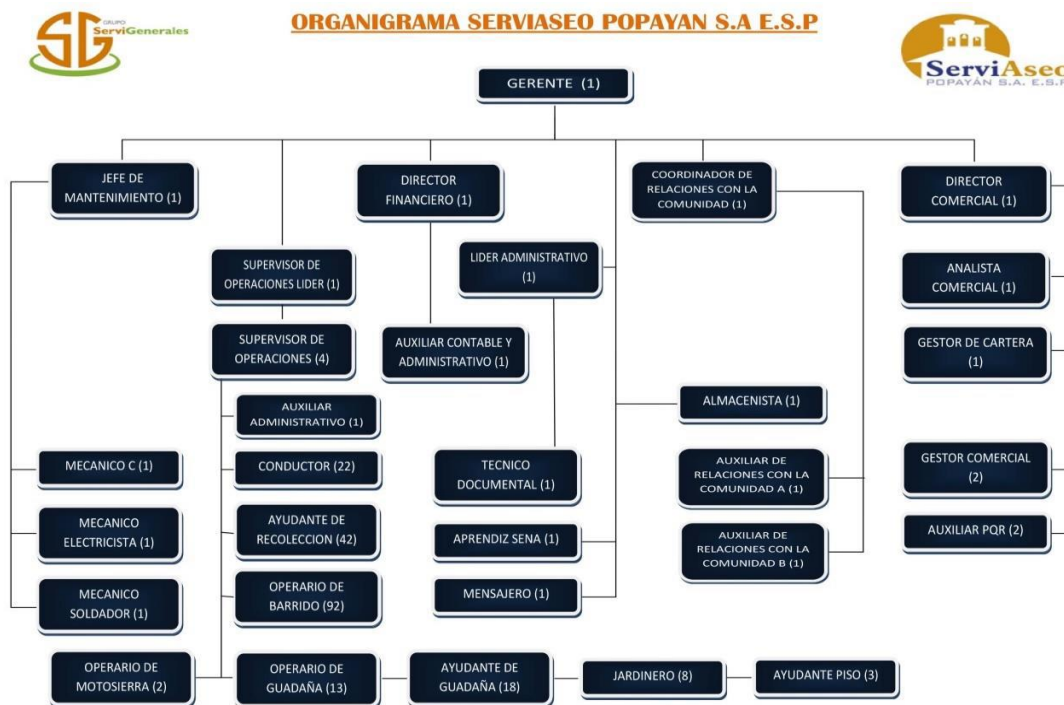 GRUPO
ServiGenerales
SG
ORGANIGRAMA SERVIASEO POPAYAN S.A E.S.P
ServiAseo
POPAYÁN S.A. E.S.P
GERENTE (1)
JEFE DE
MANTENIMIENTO (1)
DIRECTOR
FINANCIERO (1)
COORDINADOR DE
RELACIONES CON LA
COMUNIDAD (1)
DIRECTOR
COMERCIAL (1)
SUPERVISOR DE
OPERACIONES LIDER (1)
LIDER ADMINISTRATIVO
(1)
ANALISTA
COMERCIAL (1)
SUPERVISOR DE
OPERACIONES (4)
AUXILIAR CONTABLE Y
ADMINISTRATIVO (1)
GESTOR DE CARTERA
(1)
AUXILIAR
ADMINISTRATIVO (1)
ALMACENISTA (1)
MECANICO C (1)
CONDUCTOR (22)
TECNICO
DOCUMENTAL (1)
AUXILIAR DE
RELACIONES CON LA
COMUNIDAD A (1)
GESTOR COMERCIAL
(2)
MECANICO
ELECTRICISTA (1)
AYUDANTE DE
RECOLECCION (42)
APRENDIZ SENA (1)
AUXILIAR DE
RELACIONES CON LA
COMUNIDAD B (1)
AUXILIAR PQR (2)
MECANICO
SOLDADOR (1)
OPERARIO DE
BARRIDO (92)
MENSAJERO (1)
OPERARIO DE
MOTOSIERRA (2)
OPERARIO DE
GUADAÑA (13)
AYUDANTE DE
GUADAÑA (18)
JARDINERO (8)
AYUDANTE PISO (3)